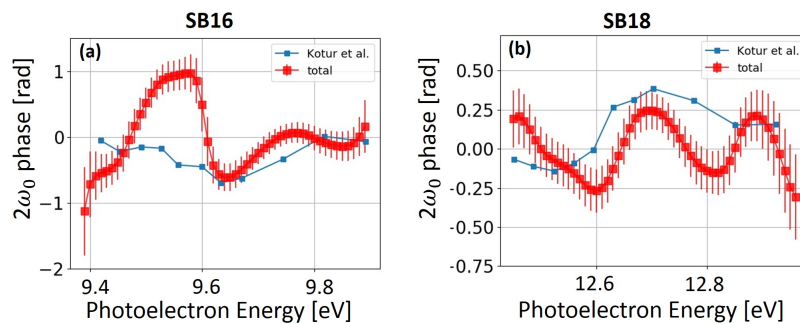 SB16
(a)
Kotur et al.
total
2ω₀ phase [rad]
1
0
−1
−2
9.4
9.6
9.8
Photoelectron Energy [eV]
SB18
(b)
Kotur et al.
total
2ω₀ phase [rad]
0.50
0.25
0.00
-0.25
-0.50
-0.75
12.6
12.8
Photoelectron Energy [eV]